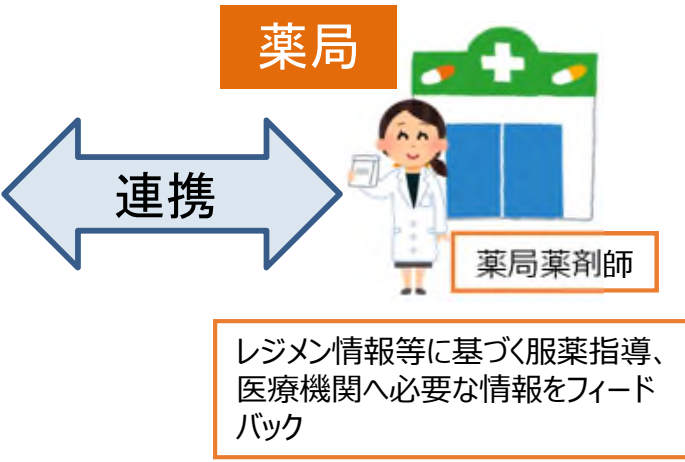 薬局
連携
薬局薬剤師
レジメン情報等に基づく服薬指導、
医療機関へ必要な情報をフィード
バック